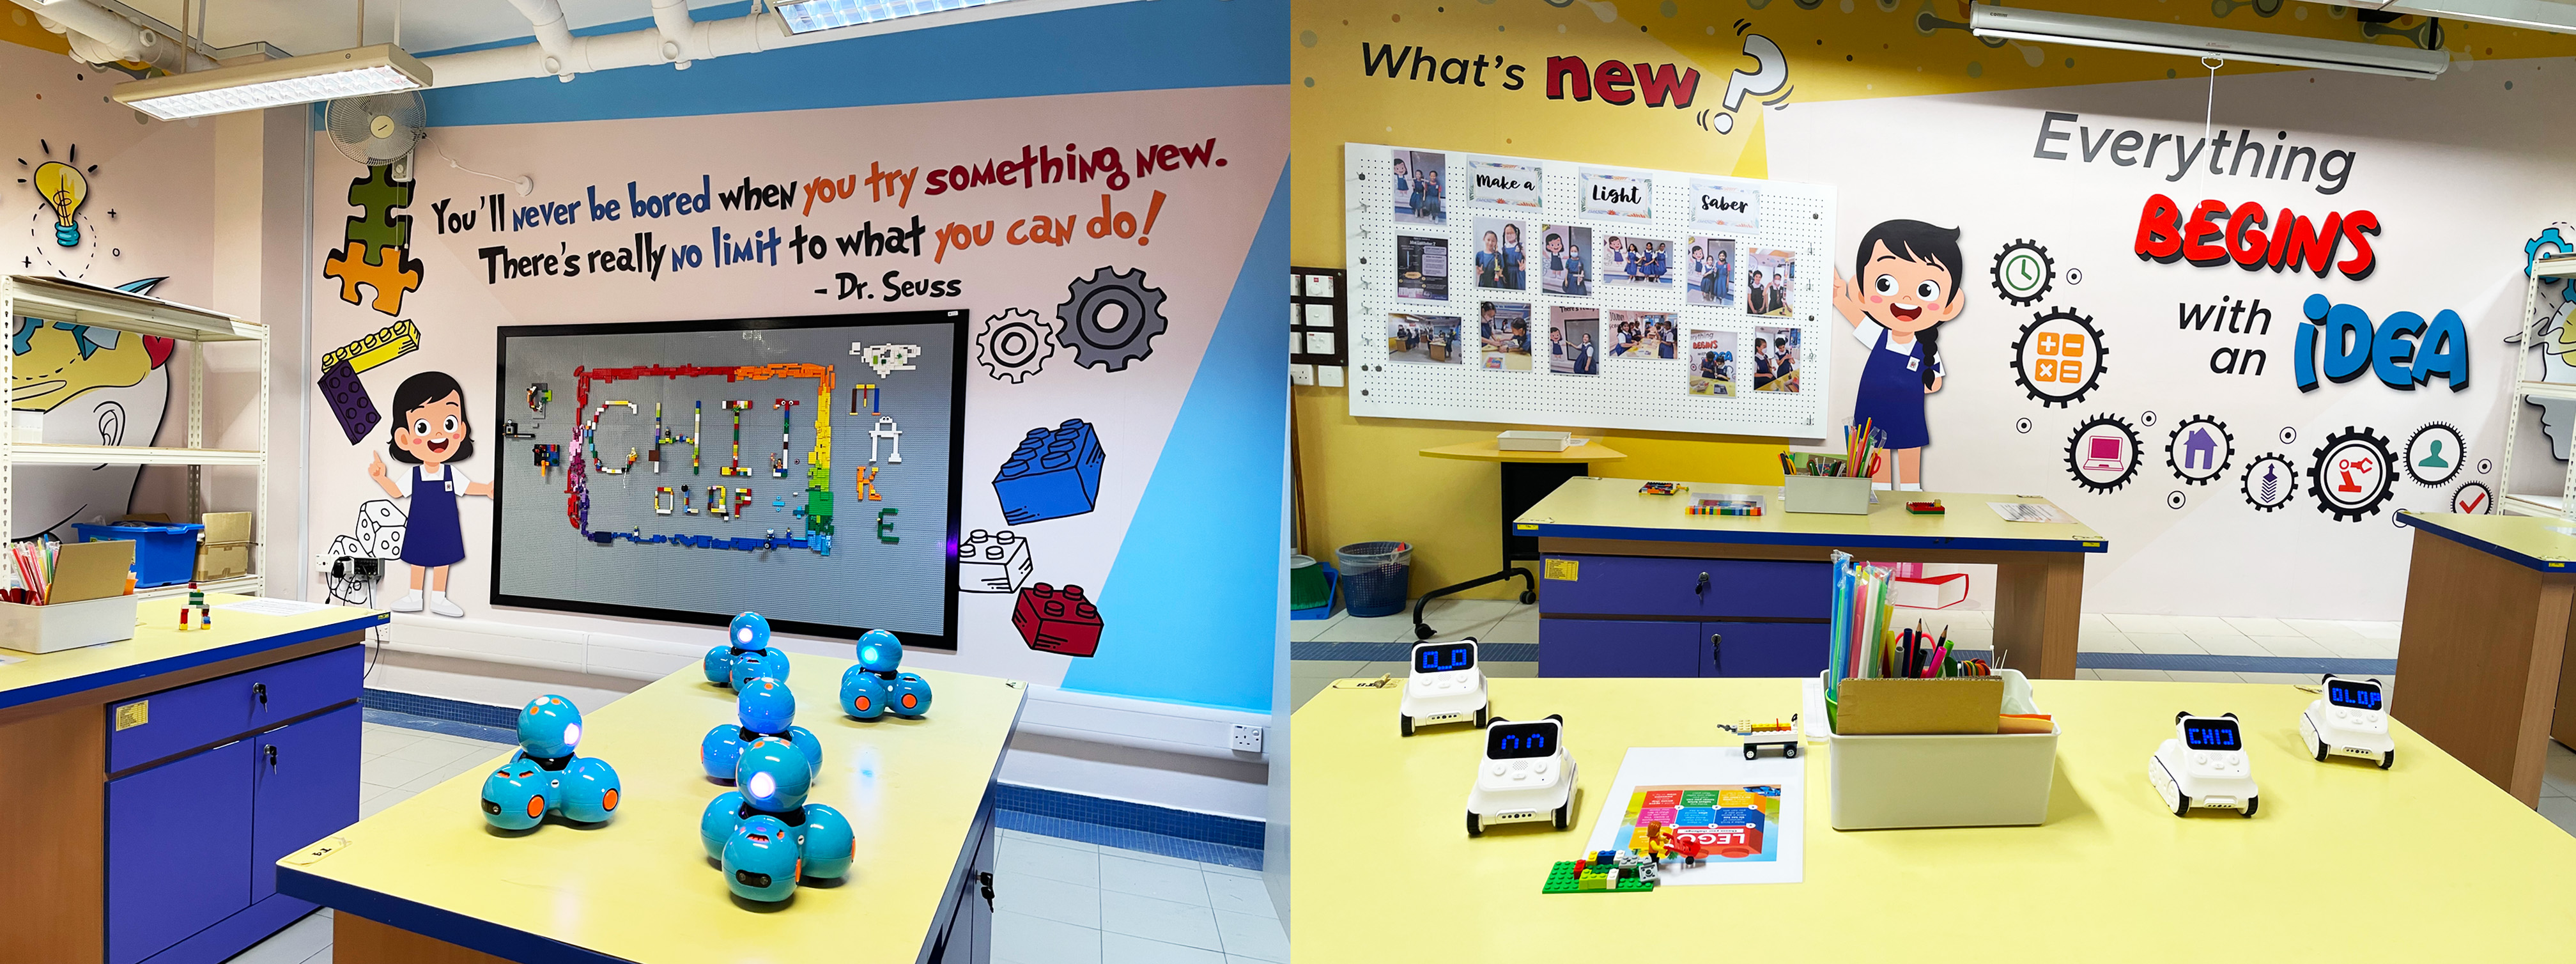 You'll never be bored when you try something new.
There's really no limit to what you can do!
- Dr. Seuss
CHIJ
OLQP
M
A
K
E
What's new?
Make a
Light
Saber
Everything
BEGINS
with
an
iDEA
CHIJ
OLQP
LEGO